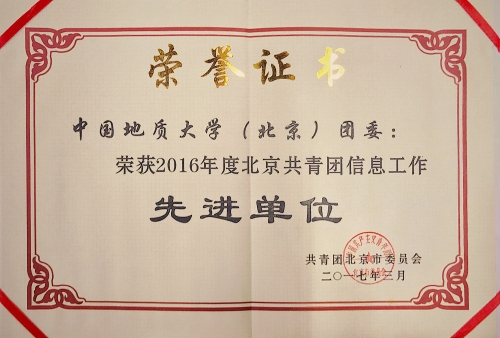 荣誉证书
中国地质大学（北京）团委：
荣获2016年度北京共青团信息工作
先进单位
共青团北京市委员会
二〇一七年三月